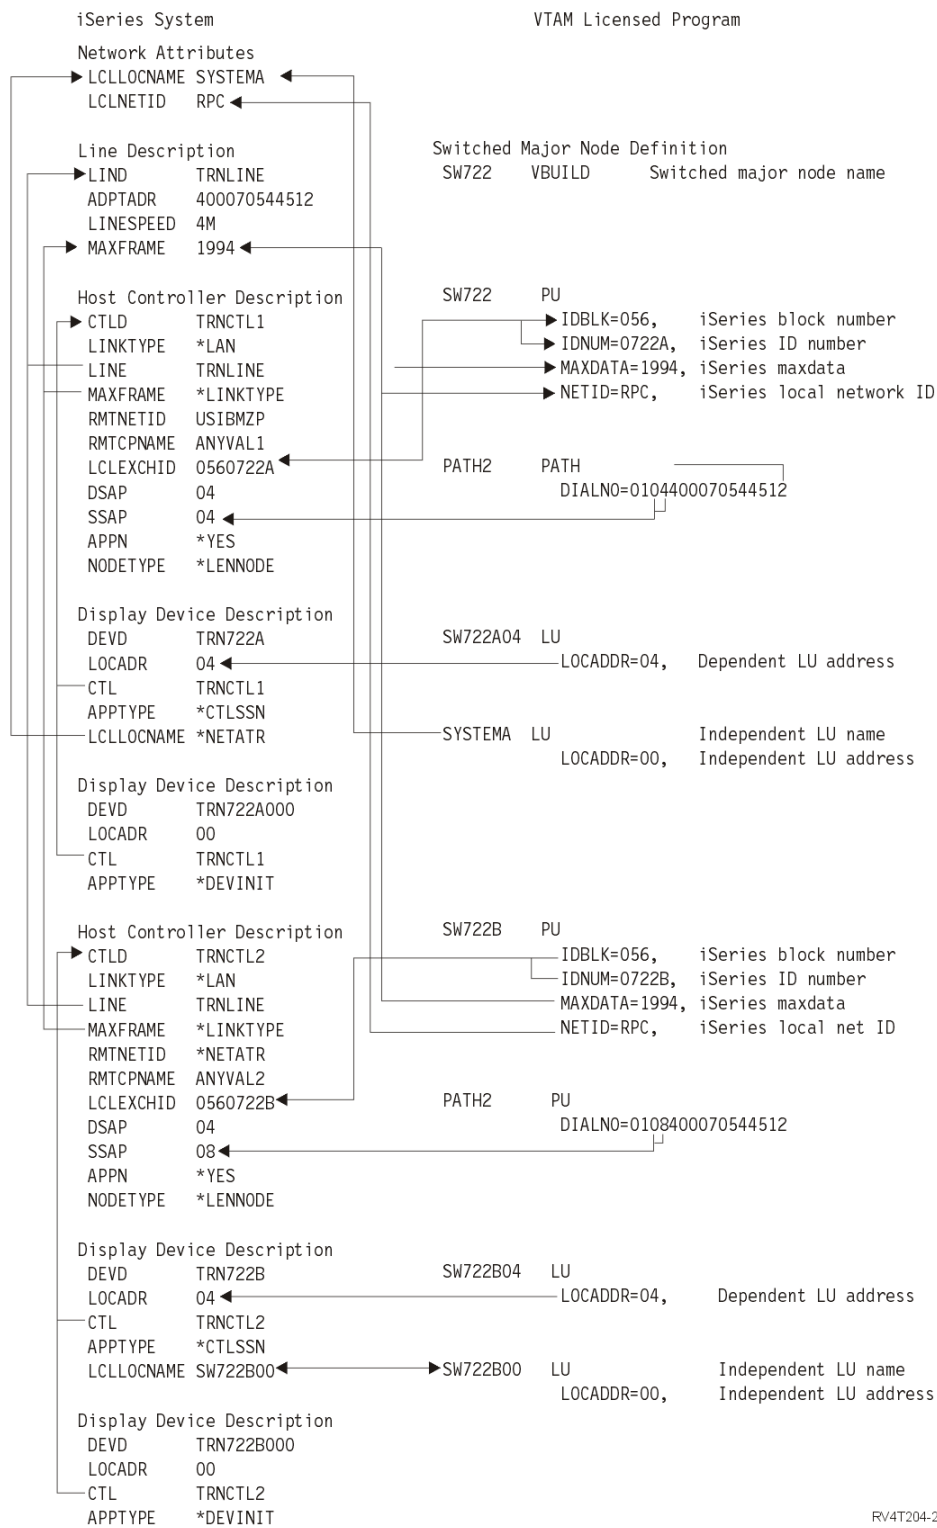 iSeries System VTAM Licensed Program
Network Attributes
LCLLOCNAME SYSTEMA
LCLNETID RPC
Line Description Switched Major Node Definition
LIND TRNLINE SW722 VBUILD Switched major node name
ADPTADR 400070544512
LINESPEED 4M
MAXFRAME 1994
Host Controller Description SW722 PU
CTLD TRNCTL1 IDBLK=056, iSeries block number
LINKTYPE *LAN IDNUM=0722A, iSeries ID number
LINE TRNLINE MAXDATA=1994, iSeries maxdata
MAXFRAME *LINKTYPE NETID=RPC, iSeries local network ID
RMTNETID USIBMZP
RMTCPNAME ANYVAL1
LCLEXCHID 0560722A PATH2 PATH
DSAP 04 DIALNO=0104400070544512
SSAP 04
APPN *YES
NODETYPE *LENNODE
Display Device Description
DEVD TRN722A SW722A04 LU
LOCADR 04 LOCADDR=04, Dependent LU address
CTL TRNCTL1
APPTYPE *CTLSSN
LCLLOCNAME *NETATR SYSTEMA LU Independent LU name
LOCADDR=00, Independent LU address
Display Device Description
DEVD TRN722A000
LOCADR 00
CTL TRNCTL1
APPTYPE *DEVINIT
Host Controller Description SW722B PU
CTLD TRNCTL2 IDBLK=056, iSeries block number
LINKTYPE *LAN IDNUM=0722B, iSeries ID number
LINE TRNLINE MAXDATA=1994, iSeries maxdata
MAXFRAME *LINKTYPE NETID=RPC, iSeries local net ID
RMTNETID *NETATR
RMTCPNAME ANYVAL2
LCLEXCHID 0560722B PATH2 PU
DSAP 04 DIALNO=0108400070544512
SSAP 08
APPN *YES
NODETYPE *LENNODE
Display Device Description
DEVD TRN722B SW722B04 LU
LOCADR 04 LOCADDR=04, Dependent LU address
CTL TRNCTL2
APPTYPE *CTLSSN
LCLLOCNAME SW722B00 SW722B00 LU Independent LU name
LOCADDR=00, Independent LU address
Display Device Description
DEVD TRN722B000
LOCADR 00
CTL TRNCTL2
APPTYPE *DEVINIT
RV4T204-2